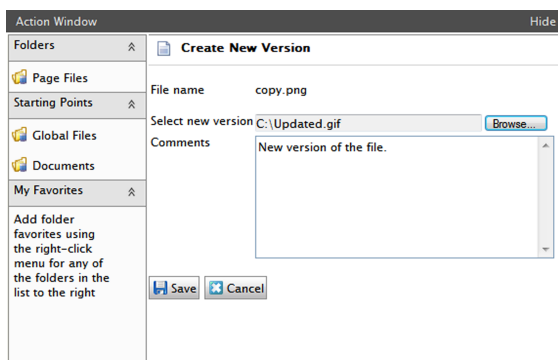 Action Window
Hide
Folders
Page Files
Starting Points
Global Files
Documents
My Favorites
Add folder
favorites using
the right-click
menu for any of
the folders in the
list to the right
Create New Version
File name copy.png
Select new version C:\Updated.gif Browse...
Comments New version of the file.
Save Cancel